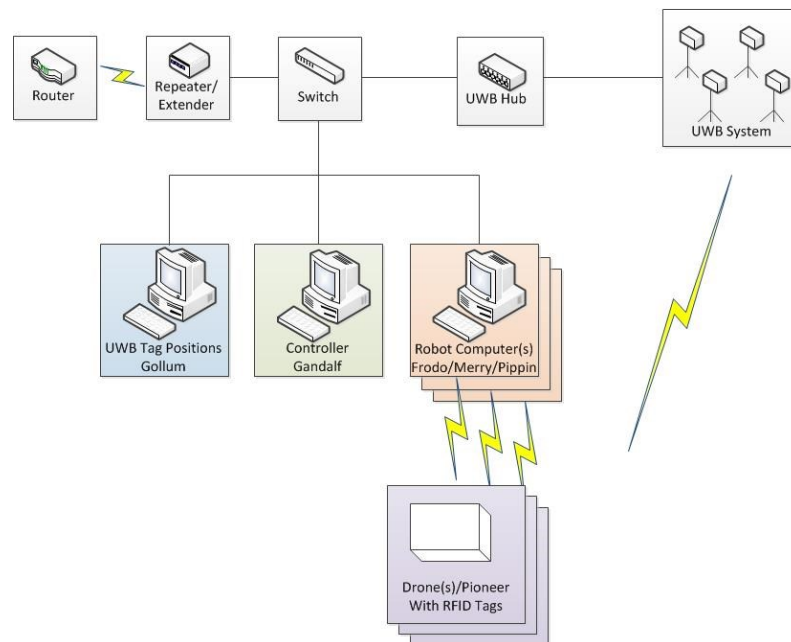 Router
Repeater/
Extender
Switch
UWB Hub
UWB System
UWB Tag Positions
Gollum
Controller
Gandalf
Robot Computer(s)
Frodo/Merry/Pippin
Drone(s)/Pioneer
With RFID Tags